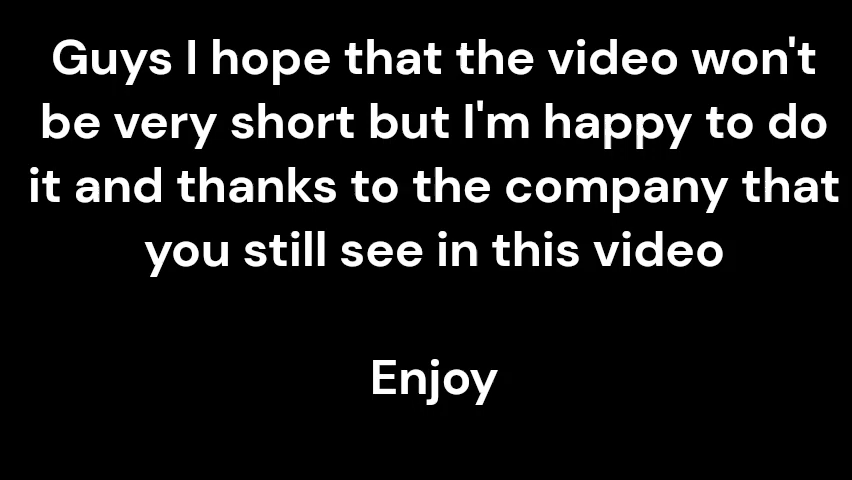 Guys I hope that the video won't
be very short but I'm happy to do
it and thanks to the company that
you still see in this video
Enjoy